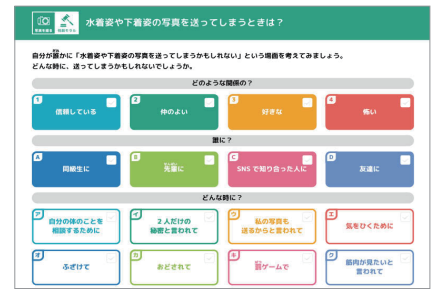 水着姿や下着姿の写真を送ってしまうときは？
自分が誰かに「水着姿や下着姿の写真を送ってしまうかもしれない」という場面を考えてみましょう。
どんな時に、送ってしまうかもしれないでしょうか。
どのような関係の？
1 信頼している
2 仲のよい
3 好きな
4 怖い
誰に？
A 同級生に
B 先輩に
C SNSで知り合った人に
D 友達に
どんな時に？
ア 自分の体のことを
相談するために
イ 2人だけの
秘密と言われて
ウ 私の写真も
送るからと言われて
エ 気をひくために
オ ふざけて
カ おどされて
キ 罰ゲームで
ク 筋肉が見たいと
言われて